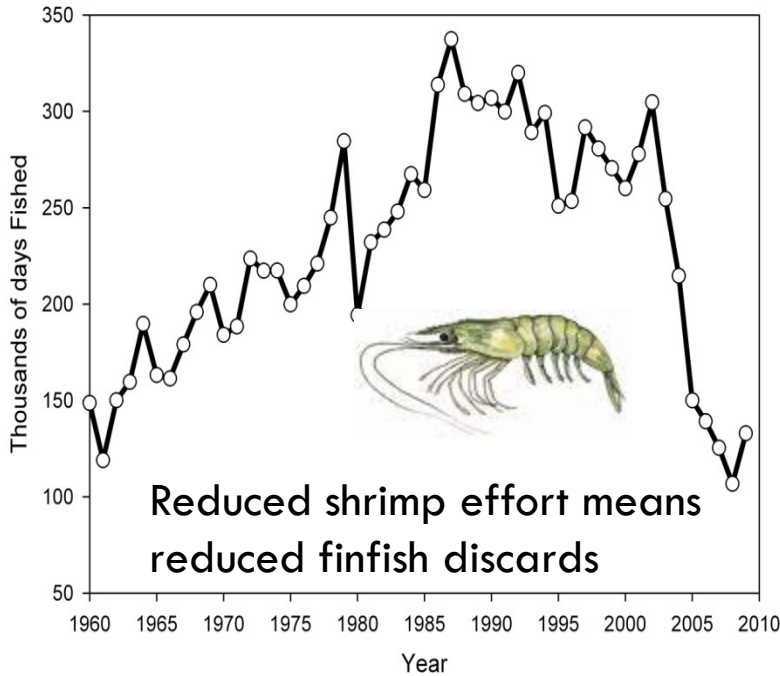 350
300
250
200
150
100
50
Thousands of days Fished
Reduced shrimp effort means
reduced finfish discards
1960 1965 1970 1975 1980 1985 1990 1995 2000 2005 2010
Year